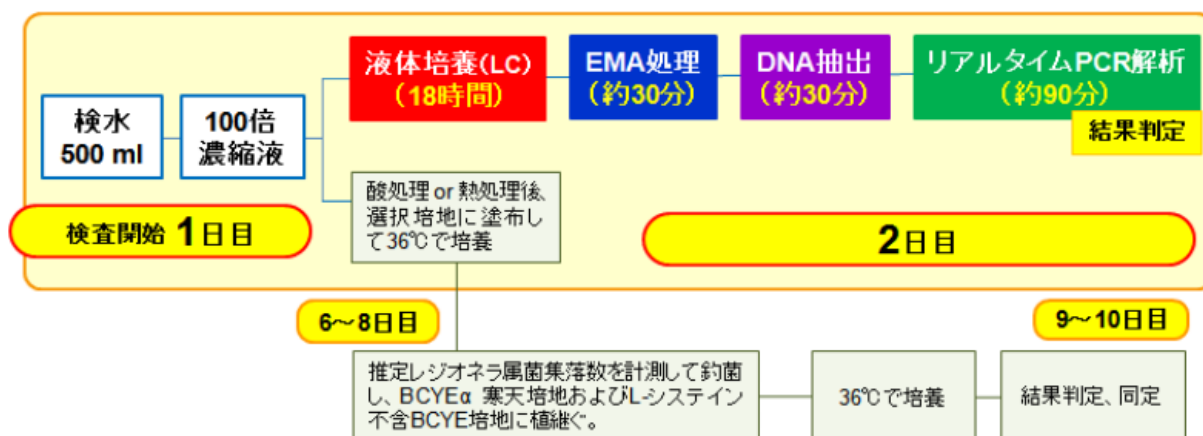 液体培養(LC)
(18時間)
EMA処理
(約30分)
DNA抽出
(約30分)
リアルタイムPCR解析
(約90分)
結果判定
検水
500 ml
100倍
濃縮液
酸処理 or 熱処理後、
選択培地に塗布し
て36℃で培養
検査開始 1日目
2日目
6～8日目
9～10日目
推定レジオネラ属菌集落数を計測して釣菌
し、BCYEα 寒天培地およびL-システイン
不含BCYE培地に植継ぐ。
36℃で培養
結果判定、同定